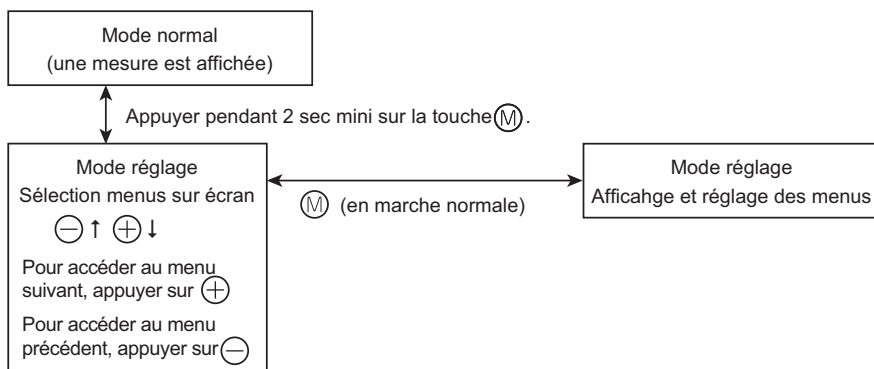 Mode normal
(une mesure est affichée)
Appuyer pendant 2 sec mini sur la touche Ⓜ.
Mode réglage
Sélection menus sur écran
⊖↑ ⊕↓
Pour accéder au menu
suivant, appuyer sur ⊕
Pour accéder au menu
précédent, appuyer sur ⊖
Ⓜ (en marche normale)
Mode réglage
Afficahge et réglage des menus